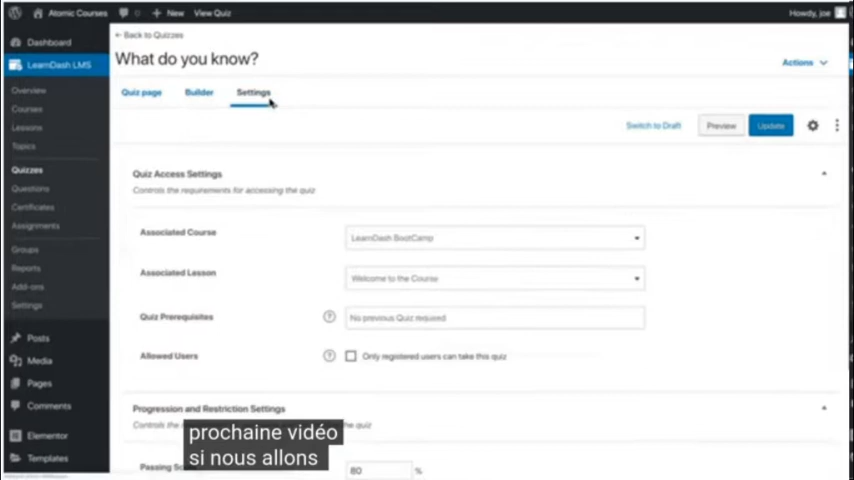 Atomic Courses
0
+ New
View Quiz
Howdy, joe
Dashboard
LearnDash LMS
Overview
Courses
Lessons
Topics
Quizzes
Questions
Certificates
Assignments
Groups
Reports
Add-ons
Settings
Posts
Media
Pages
Comments
Elementor
Templates
← Back to Quizzes
What do you know?
Actions
Quiz page
Builder
Settings
Switch to Draft
Preview
Update
Quiz Access Settings
Controls the requirements for accessing the quiz
Associated Course
LearnDash BootCamp
Associated Lesson
Welcome to the Course
Quiz Prerequisites
No previous Quiz required
Allowed Users
Only registered users can take this quiz
Progression and Restriction Settings
Controls the
the quiz
Passing
80
%
prochaine vidéo
si nous allons